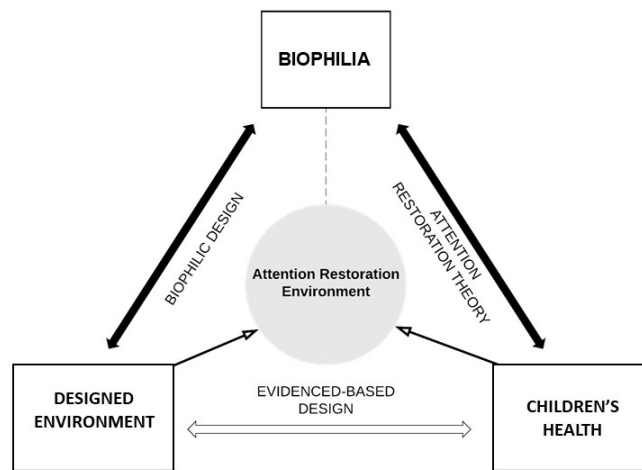 BIOPHILIA
BIOPHILIC DESIGN
ATTENTION
RESTORATION THEORY
Attention Restoration
Environment
DESIGNED
ENVIRONMENT
EVIDENCED-BASED
DESIGN
CHILDREN'S
HEALTH